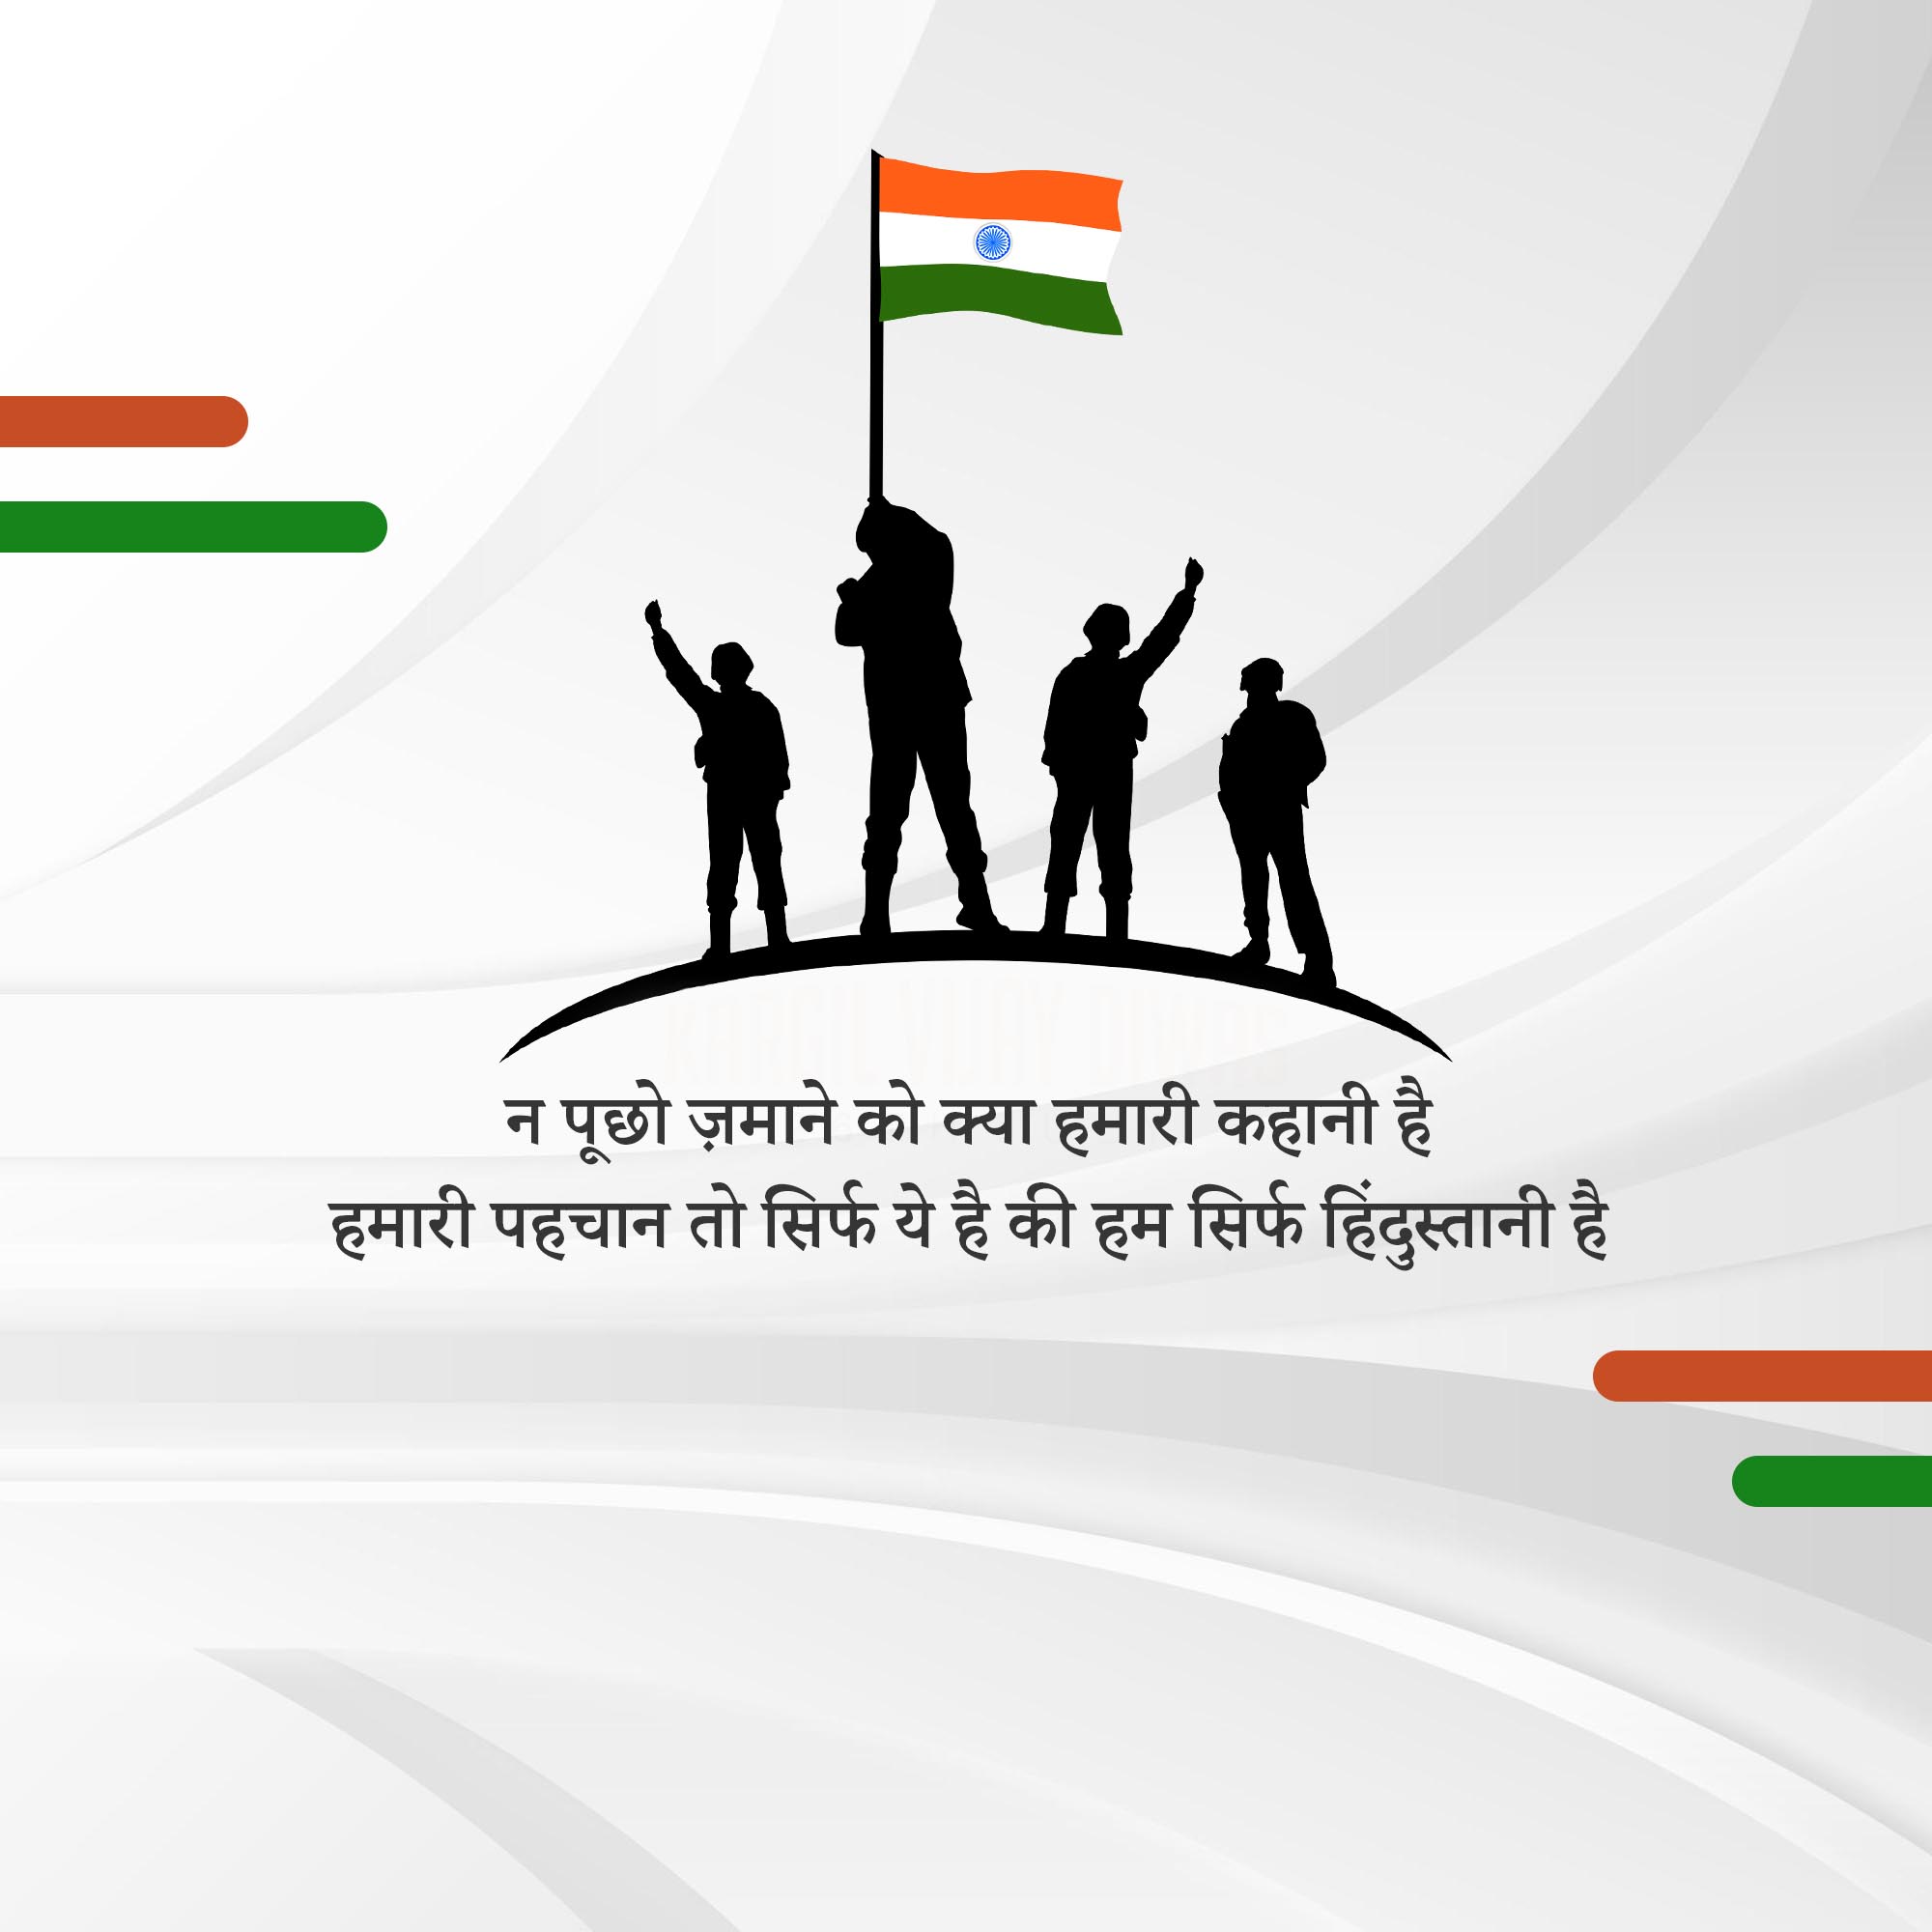 न पूछो ज़माने को क्या हमारी कहानी है
हमारी पहचान तो सिर्फ ये है की हम सिर्फ हिंदुस्तानी है